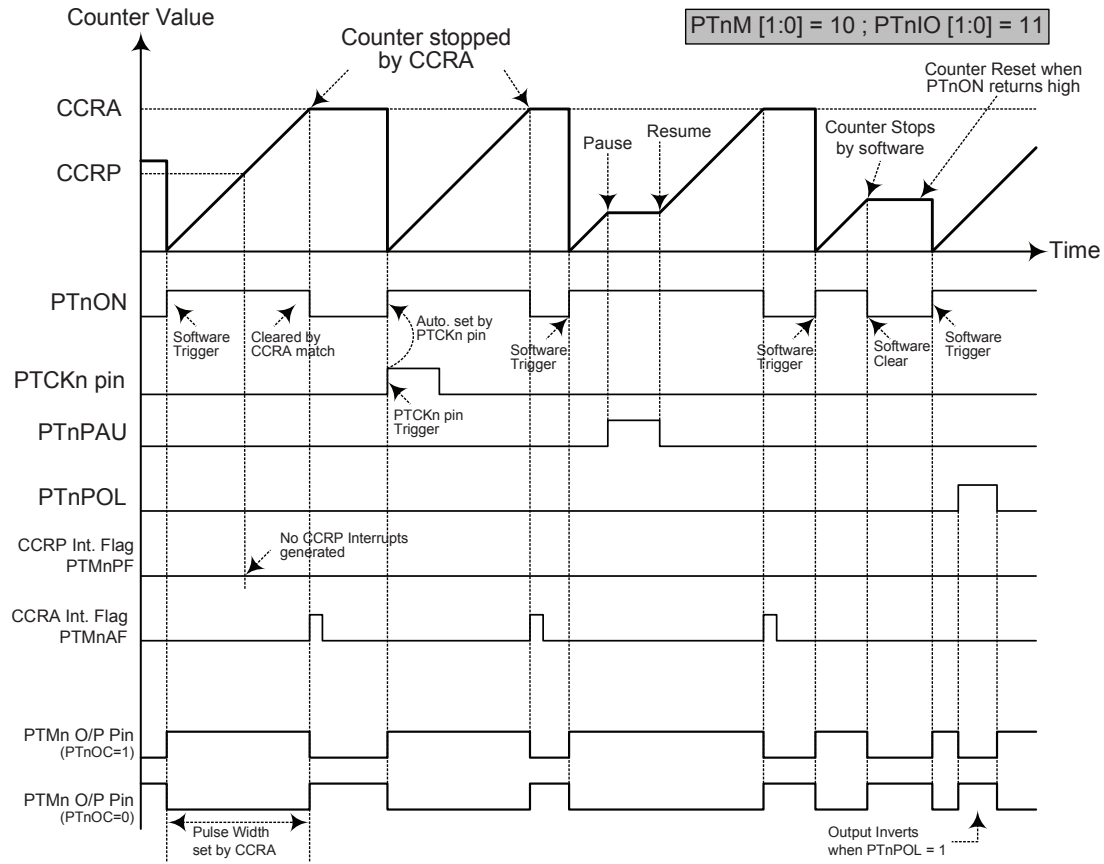 Counter Value
PTnM [1:0] = 10 ; PTnIO [1:0] = 11
Counter stopped
by CCRA
Counter Reset when
PTnON returns high
CCRA
Pause
Resume
Counter Stops
by software
CCRP
Time
PTnON
Software
Trigger
Cleared by
CCRA match
Auto. set by
PTCKn pin
Software
Trigger
Software
Trigger
Software
Clear
Software
Trigger
PTCKn pin
PTCKn pin
Trigger
PTnPAU
PTnPOL
CCRP Int. Flag
PTMnPF
No CCRP Interrupts
generated
CCRA Int. Flag
PTMnAF
PTMn O/P Pin
(PTnOC=1)
PTMn O/P Pin
(PTnOC=0)
Pulse Width
set by CCRA
Output Inverts
when PTnPOL = 1